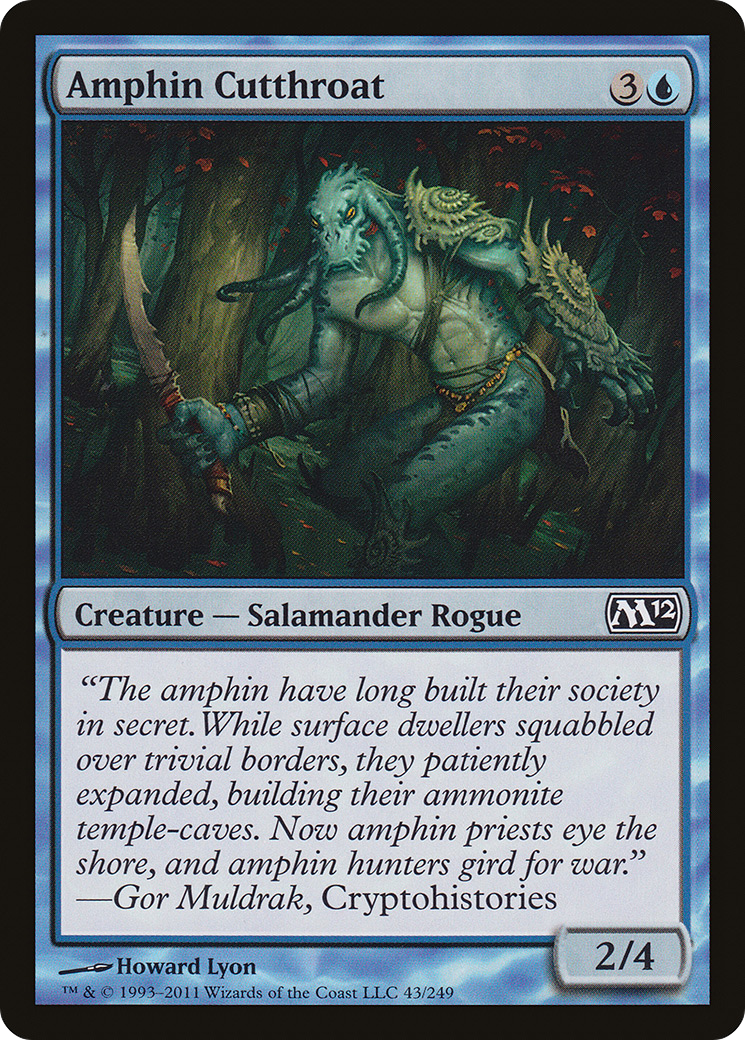 Amphin Cutthroat 3
Creature — Salamander Rogue M12
“The amphin have long built their society
in secret. While surface dwellers squabbled
over trivial borders, they patiently
expanded, building their ammonite
temple-caves. Now amphin priests eye the
shore, and amphin hunters gird for war.”
—Gor Muldrak, Cryptohistories
2/4
Howard Lyon
™ & © 1993–2011 Wizards of the Coast LLC 43/249